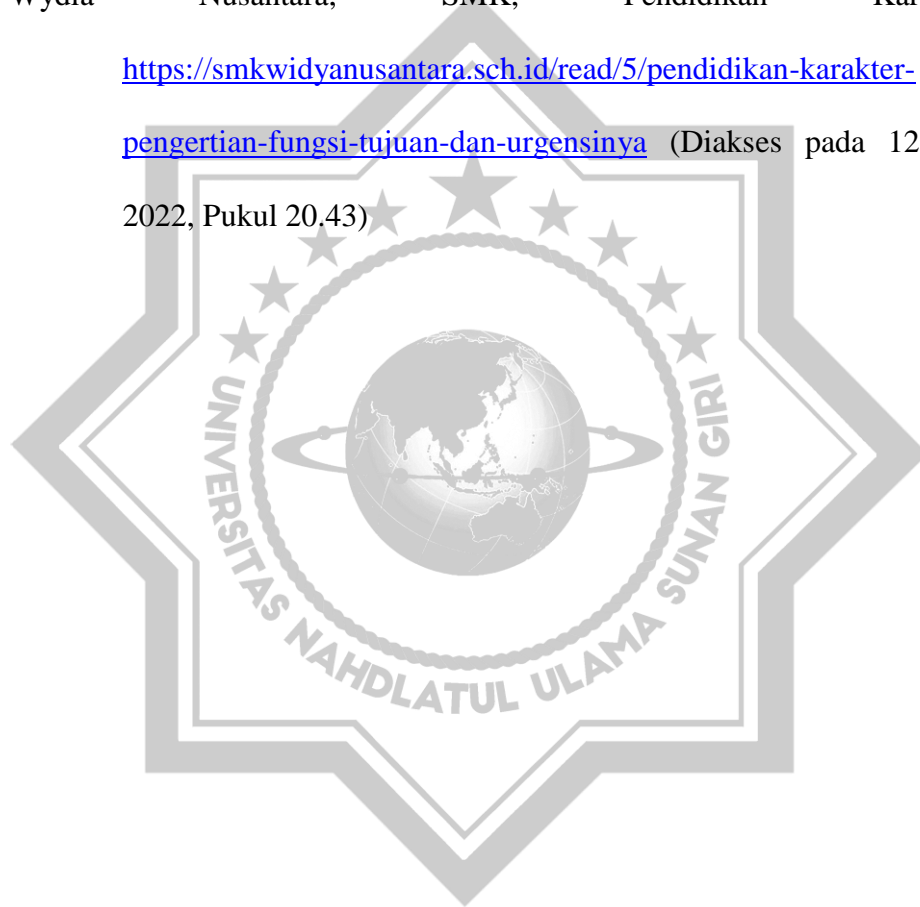 Wydia Nusantara, SMK, Pendidikan Kar
https://smkwidyanusantara.sch.id/read/5/pendidikan-karakter-
pengertian-fungsi-tujuan-dan-urgensinya (Diakses pada 12
2022, Pukul 20.43)
UNIVERSITAS NAHDLATUL ULAMA SUNAN GIRI